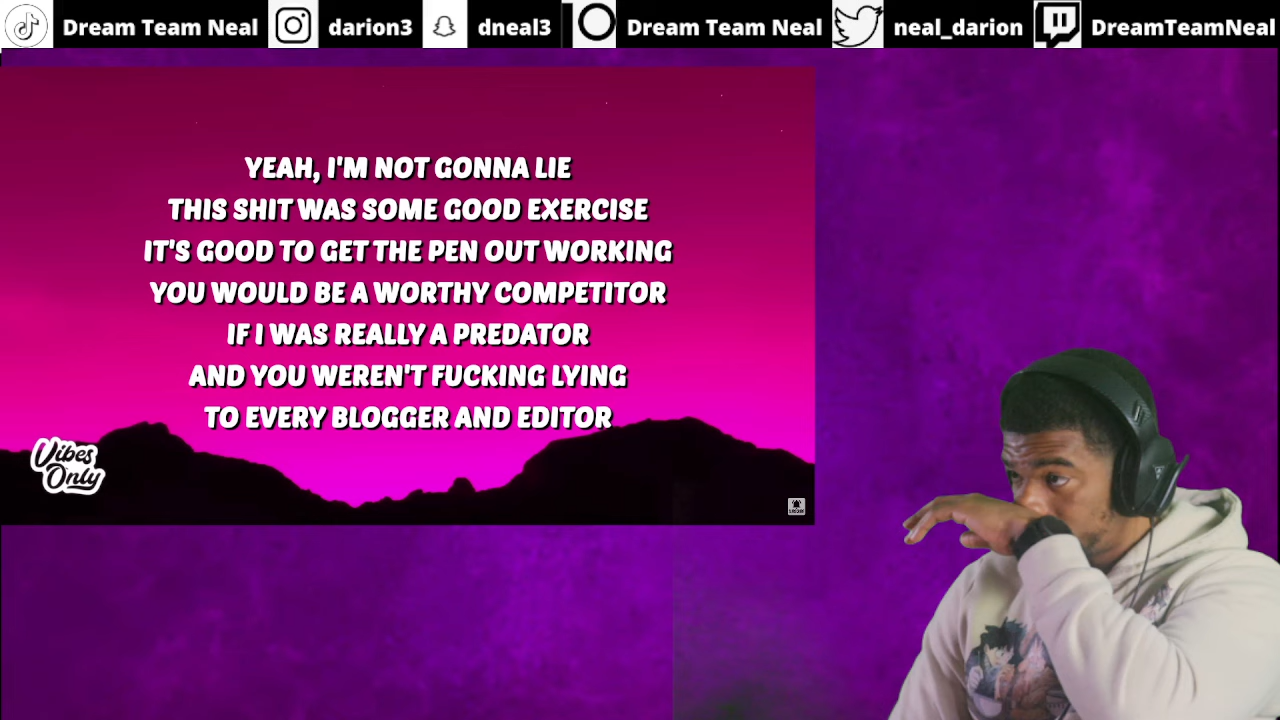 Dream Team Neal darion3 dneal3 Dream Team Neal neal_darion DreamTeamNeal
YEAH, I'M NOT GONNA LIE
THIS SHIT WAS SOME GOOD EXERCISE
IT'S GOOD TO GET THE PEN OUT WORKING
YOU WOULD BE A WORTHY COMPETITOR
IF I WAS REALLY A PREDATOR
AND YOU WEREN'T FUCKING LYING
TO EVERY BLOGGER AND EDITOR
Vibes
Only